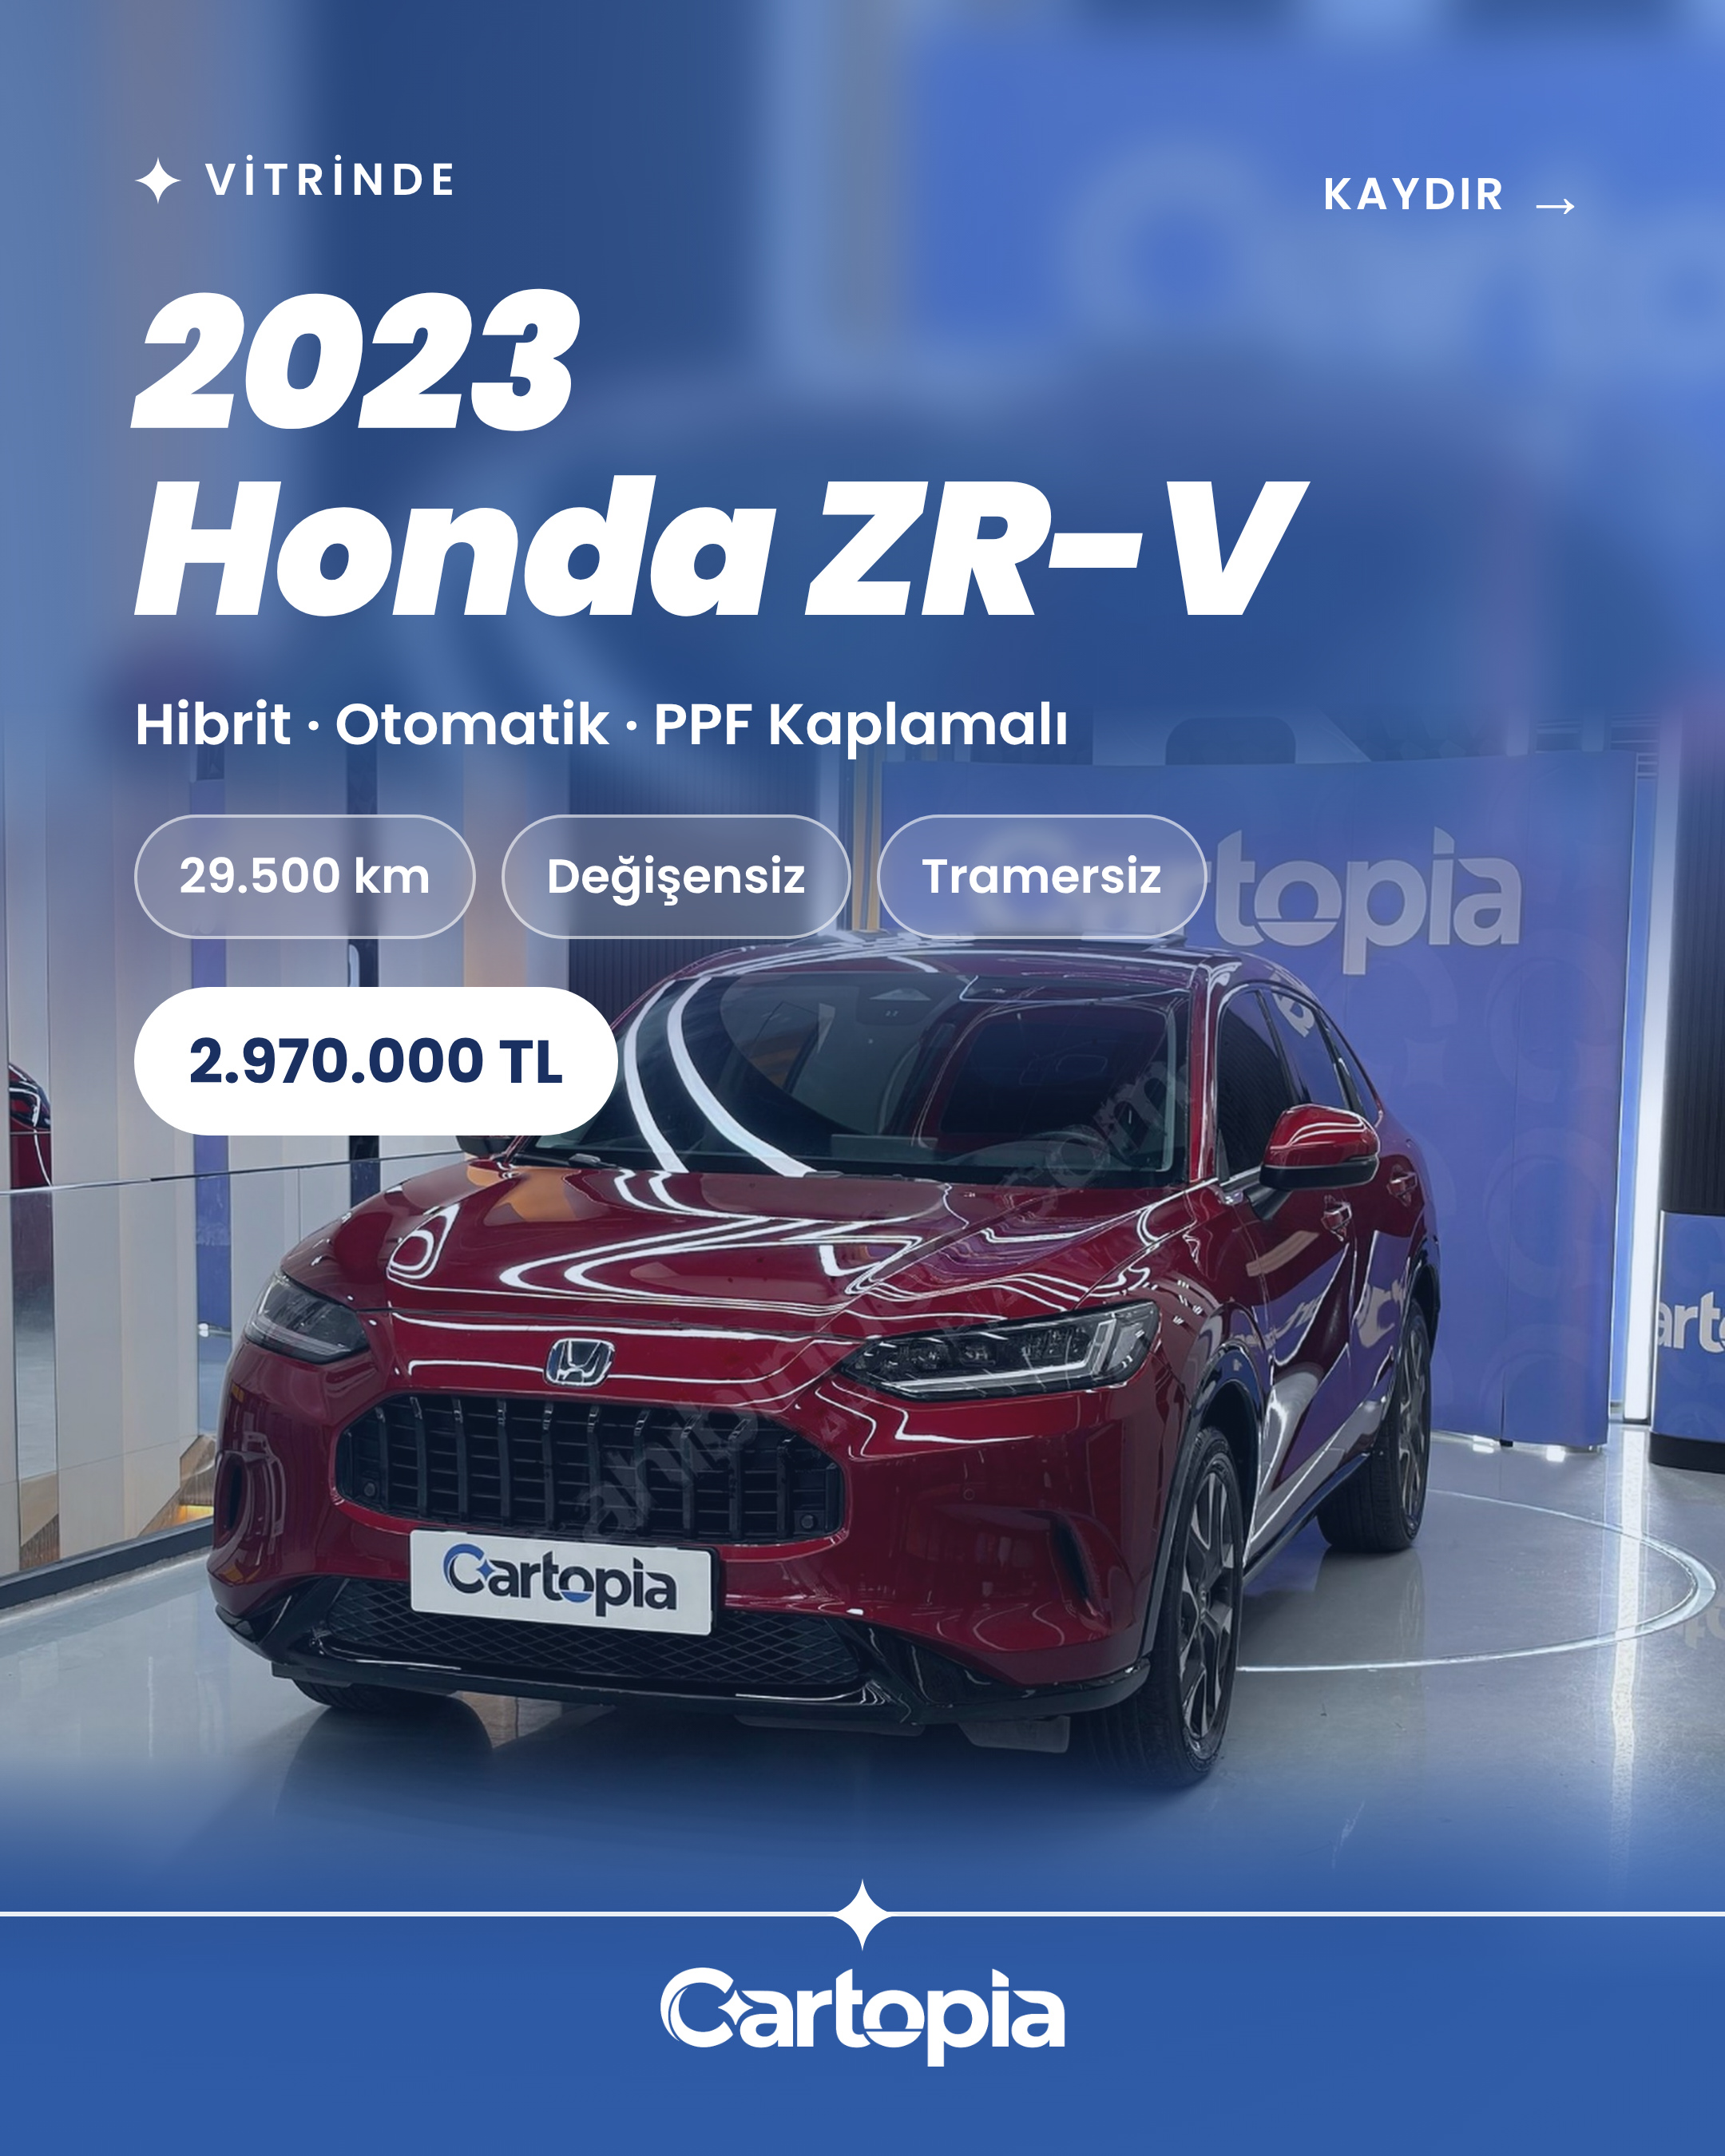 VİTRİNDE
KAYDIR →
2023
Honda ZR-V
Hibrit · Otomatik · PPF Kaplamalı
29.500 km
Değişensiz
Tramersiz
2.970.000 TL
Cartopia
Cartopia